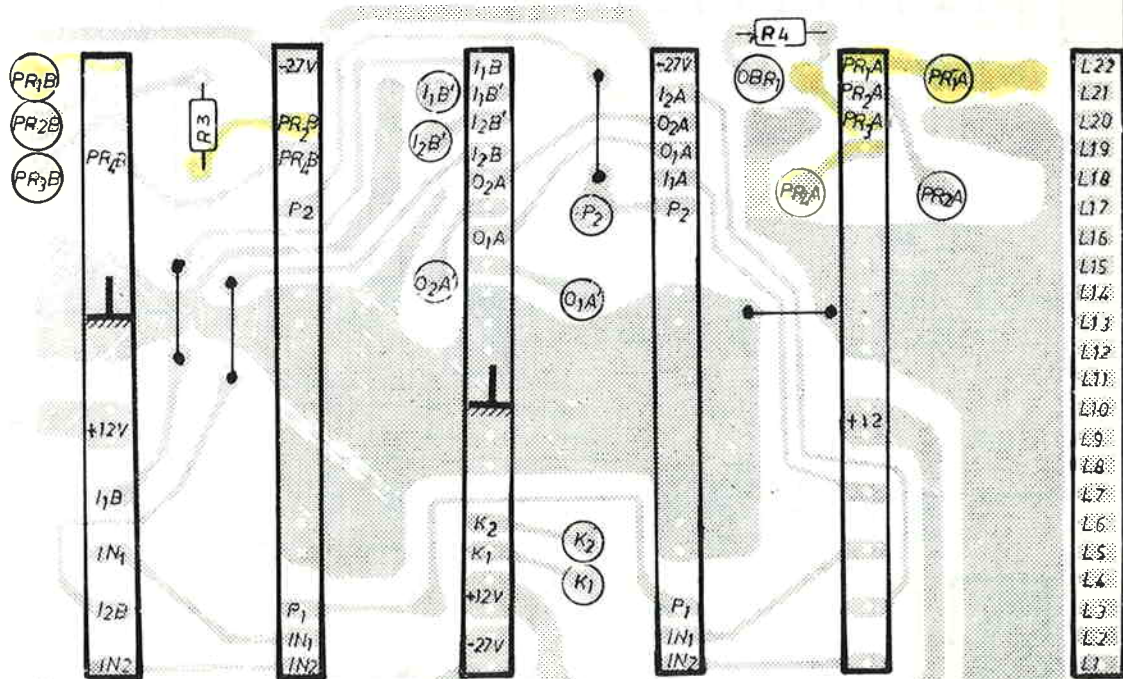 R4
PR1B
PR2B
PR3B
PR4B
+12V
I1B
IN1
I2B
IN2
R3
-27V
PR2B
PR4B
P2
P1
IN1
IN2
I1B'
I2B'
O2A'
I1B
I1B'
I2B'
I2B
O2A
O1A
K2
K1
+12V
-27V
P2
O1A'
K2
K1
-27V
I2A
O2A
O1A
I1A
P2
P1
IN1
IN2
OBR1
PR1A
PR2A
PR3A
+12
PR1A
PR2A
L22
L21
L20
L19
L18
L17
L16
L15
L14
L13
L12
L11
L10
L9
L8
L7
L6
L5
L4
L3
L2
L1